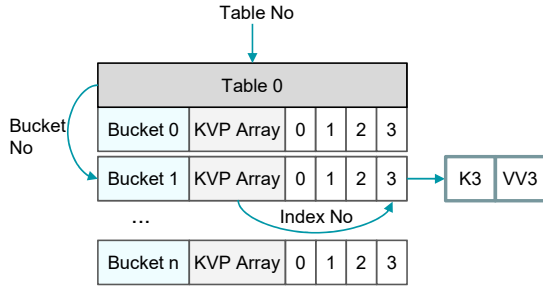 Table No
Table 0
Bucket No
Bucket 0 KVP Array 0 1 2 3
Bucket 1 KVP Array 0 1 2 3
K3 VV3
...
Index No
Bucket n KVP Array 0 1 2 3